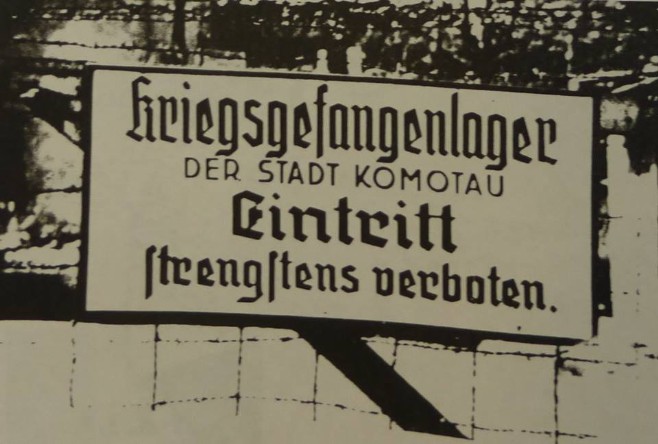 Kriegsgefangenlager
DER STADT KOMOTAU
Eintritt
ſtrengſtens verboten.